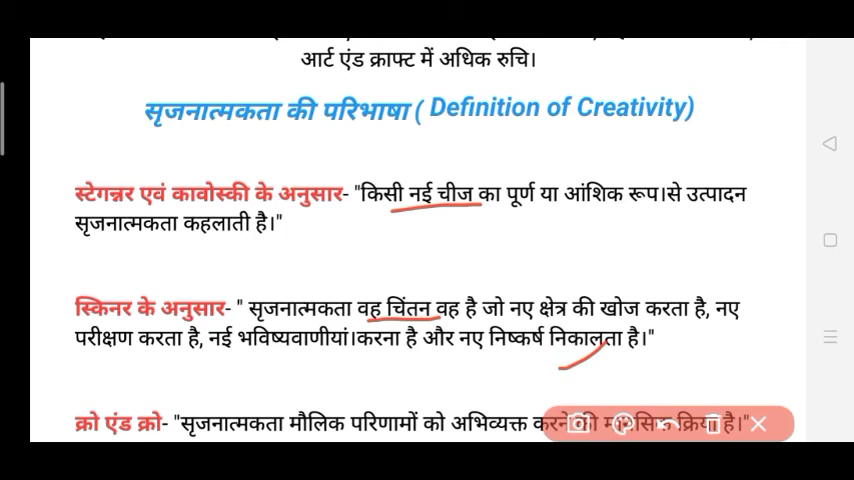 आर्ट एंड क्राफ्ट में अधिक रुचि।
सृजनात्मकता की परिभाषा ( Definition of Creativity)
स्टेगन्नर एवं कावोस्की के अनुसार- "किसी नई चीज का पूर्ण या आंशिक रूप।से उत्पादन
सृजनात्मकता कहलाती है।"
स्किनर के अनुसार- " सृजनात्मकता वह चिंतन वह है जो नए क्षेत्र की खोज करता है, नए
परीक्षण करता है, नई भविष्यवाणीयां।करना है और नए निष्कर्ष निकालता है।"
क्रो एंड क्रो- "सृजनात्मकता मौलिक परिणामों को अभिव्यक्त करने की मानसिक क्रिया है।"